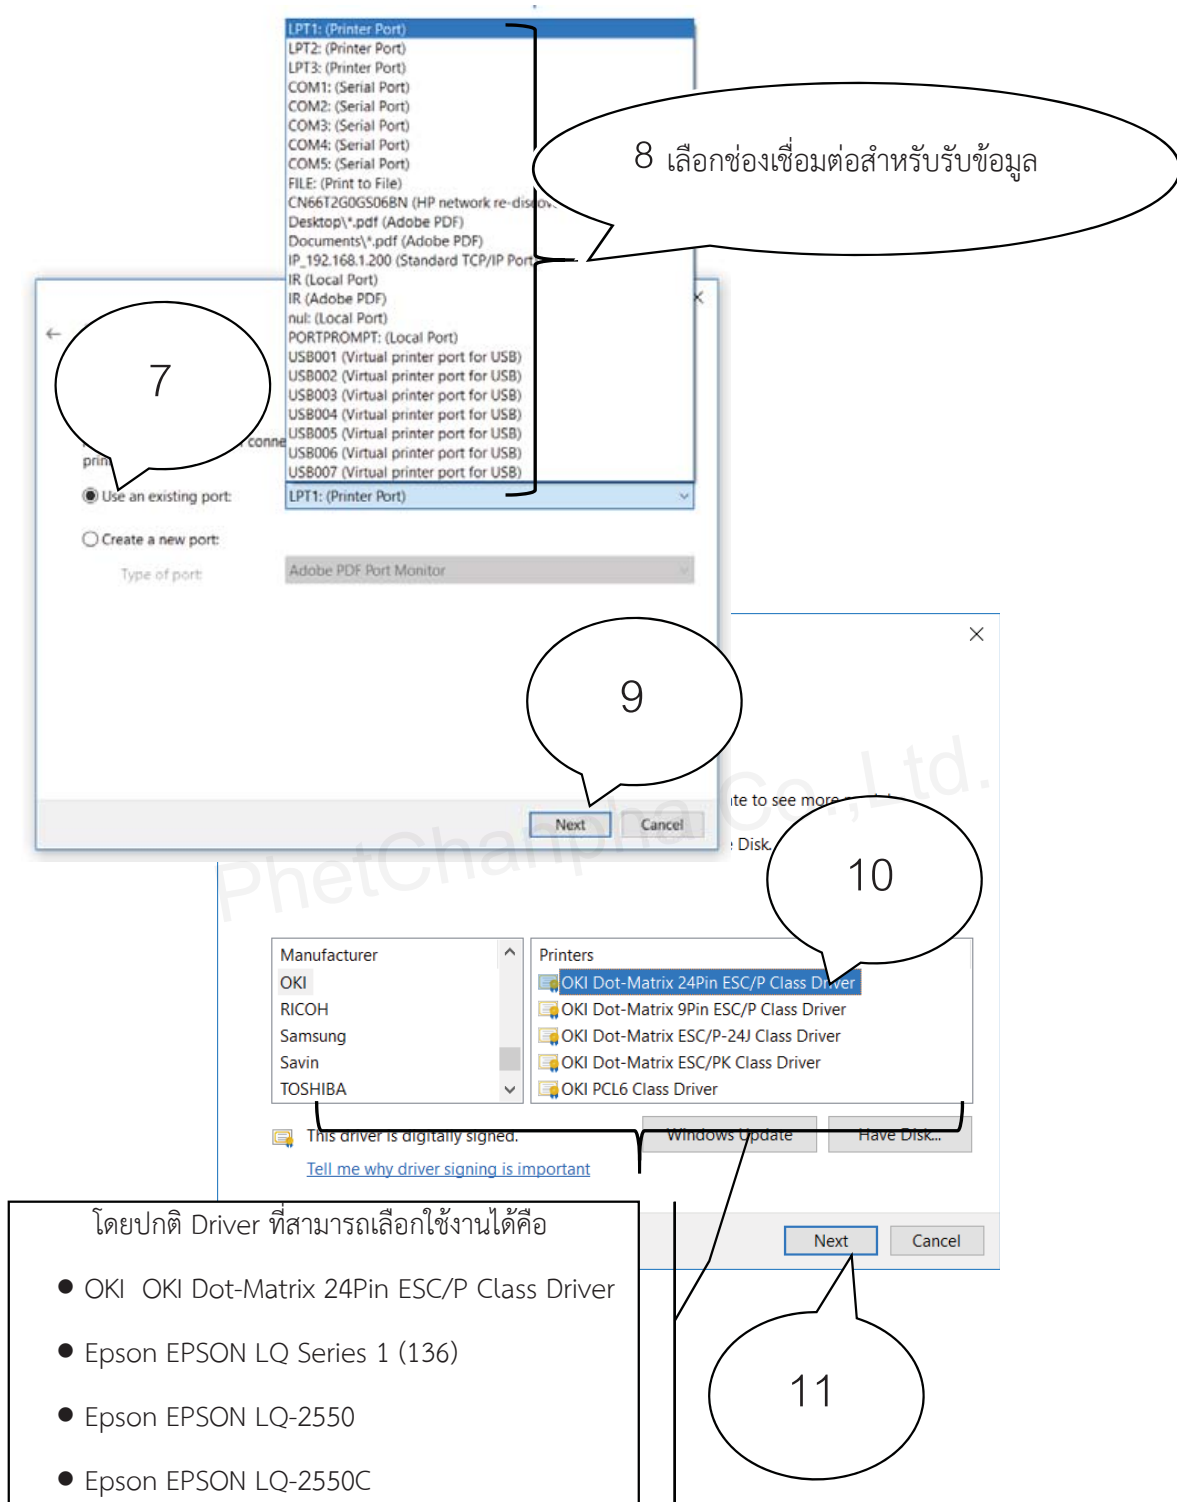 LPT1: (Printer Port)
LPT2: (Printer Port)
LPT3: (Printer Port)
COM1: (Serial Port)
COM2: (Serial Port)
COM3: (Serial Port)
COM4: (Serial Port)
COM5: (Serial Port)
FILE: (Print to File)
CN66T2G0GS06BN (HP network re-discov
Desktop\*.pdf (Adobe PDF)
Documents\*.pdf (Adobe PDF)
IP_192.168.1.200 (Standard TCP/IP Port
IR (Local Port)
IR (Adobe PDF)
nul: (Local Port)
PORTPROMPT: (Local Port)
USB001 (Virtual printer port for USB)
USB002 (Virtual printer port for USB)
USB003 (Virtual printer port for USB)
USB004 (Virtual printer port for USB)
USB005 (Virtual printer port for USB)
USB006 (Virtual printer port for USB)
USB007 (Virtual printer port for USB)
8 เลือกช่องเชื่อมต่อสำหรับรับข้อมูล
7
conne
prin
Use an existing port:
LPT1: (Printer Port)
Create a new port:
Type of port:
Adobe PDF Port Monitor
9
Next
Cancel
PhetChanpha Co.,Ltd.
to see more
Disk.
10
Manufacturer
OKI
RICOH
Samsung
Savin
TOSHIBA
Printers
OKI Dot-Matrix 24Pin ESC/P Class Driver
OKI Dot-Matrix 9Pin ESC/P Class Driver
OKI Dot-Matrix ESC/P-24J Class Driver
OKI Dot-Matrix ESC/PK Class Driver
OKI PCL6 Class Driver
This driver is digitally signed.
Windows Update
Have Disk...
Tell me why driver signing is important
Next
Cancel
11
โดยปกติ Driver ที่สามารถเลือกใช้งานได้คือ
● OKI OKI Dot-Matrix 24Pin ESC/P Class Driver
● Epson EPSON LQ Series 1 (136)
● Epson EPSON LQ-2550
● Epson EPSON LQ-2550C